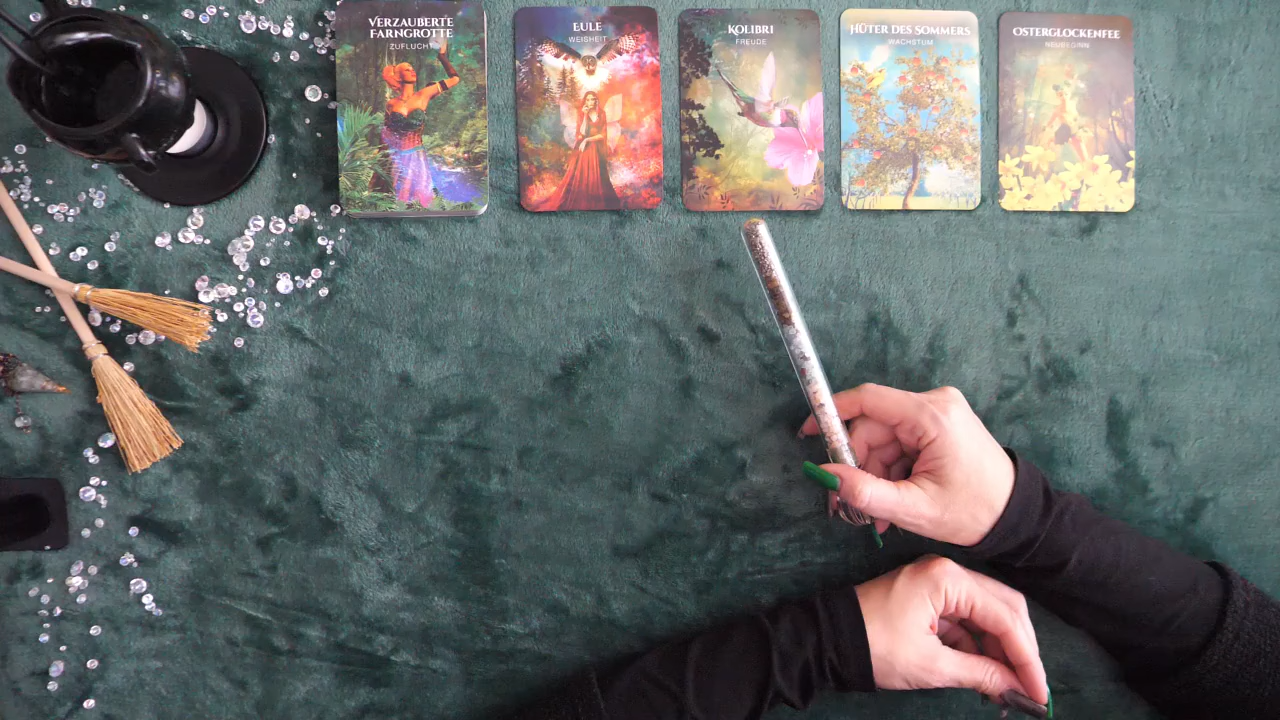 VERZAUBERTE
FARNGROTTE
ZUFLUCHT
EULE
WEISHEIT
KOLIBRI
FREUDE
HÜTER DES SOMMERS
WACHSTUM
OSTERGLOCKENFEE
NEUBEGINN